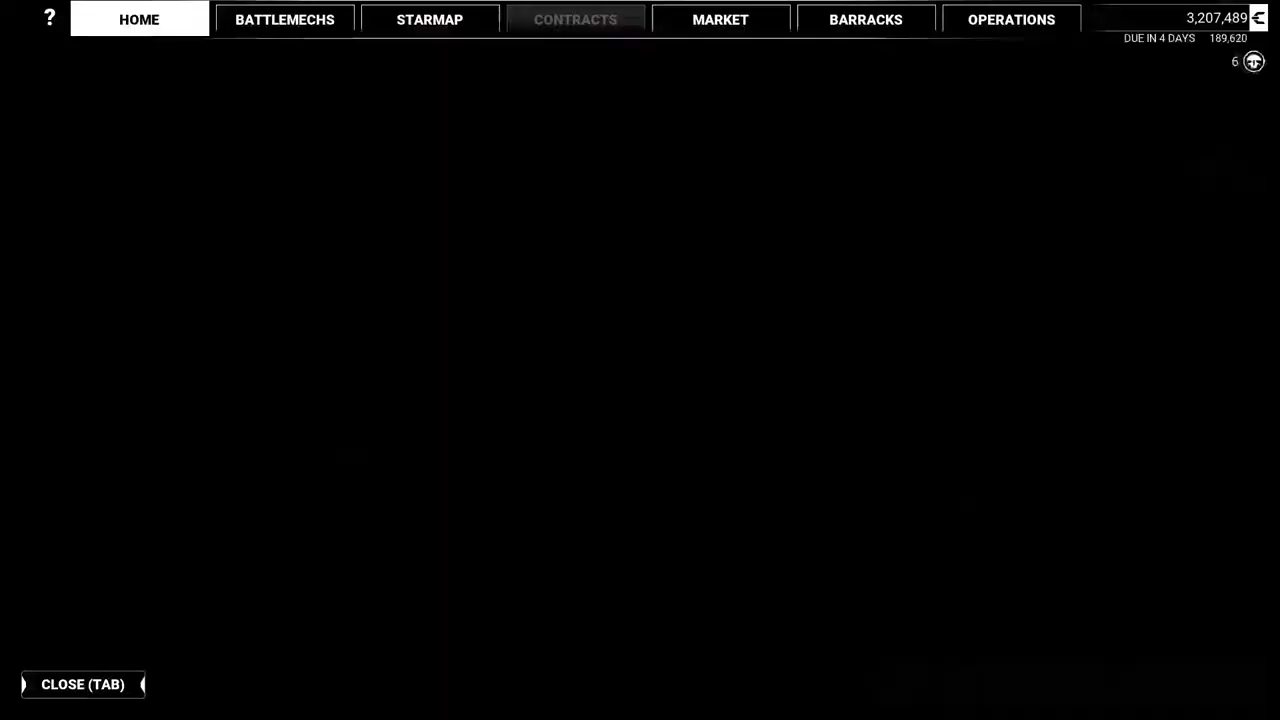 ? HOME BATTLEMECHS STARMAP CONTRACTS MARKET BARRACKS OPERATIONS 3,207,489
DUE IN 4 DAYS 189,620
6
CLOSE (TAB)